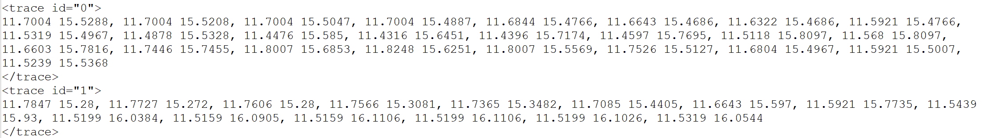 <trace id="0">
11.7004 15.5288, 11.7004 15.5208, 11.7004 15.5047, 11.7004 15.4887, 11.6844 15.4766, 11.6643 15.4686, 11.6322 15.4686, 11.5921 15.4766,
11.5319 15.4967, 11.4878 15.5328, 11.4476 15.585, 11.4316 15.6451, 11.4396 15.7174, 11.4597 15.7695, 11.5118 15.8097, 11.568 15.8097,
11.6603 15.7816, 11.7446 15.7455, 11.8007 15.6853, 11.8248 15.6251, 11.8007 15.5569, 11.7526 15.5127, 11.6804 15.4967, 11.5921 15.5007,
11.5239 15.5368
</trace>
<trace id="1">
11.7847 15.28, 11.7727 15.272, 11.7606 15.28, 11.7566 15.3081, 11.7365 15.3482, 11.7085 15.4405, 11.6643 15.597, 11.5921 15.7735, 11.5439
15.93, 11.5199 16.0384, 11.5159 16.0905, 11.5159 16.1106, 11.5199 16.1106, 11.5199 16.1026, 11.5319 16.0544
</trace>